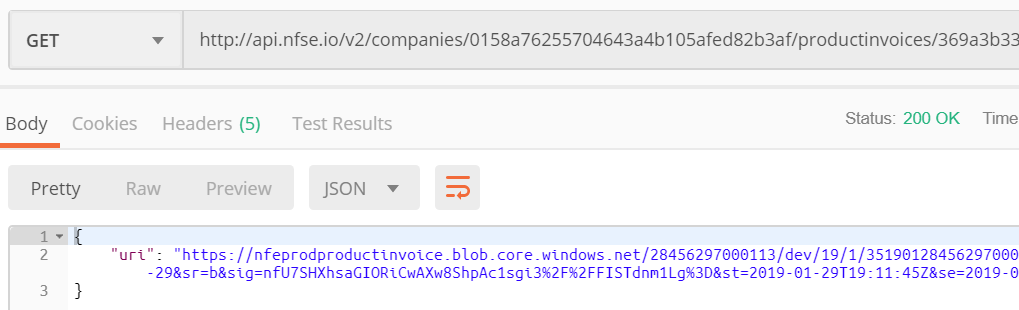 GET http://api.nfse.io/v2/companies/0158a76255704643a4b105afed82b3af/productinvoices/369a3b33
Body Cookies Headers (5) Test Results Status: 200 OK Time
Pretty Raw Preview JSON
1 {
2 "uri": "https://nfeprodproductinvoice.blob.core.windows.net/28456297000113/dev/19/1/35190128456297000
-29&sr=b&sig=nfU7SHXhsaGIORiCwAXw8ShpAc1sgi3%2F%2FFISTdnm1Lg%3D&st=2019-01-29T19:11:45Z&se=2019-0
3 }